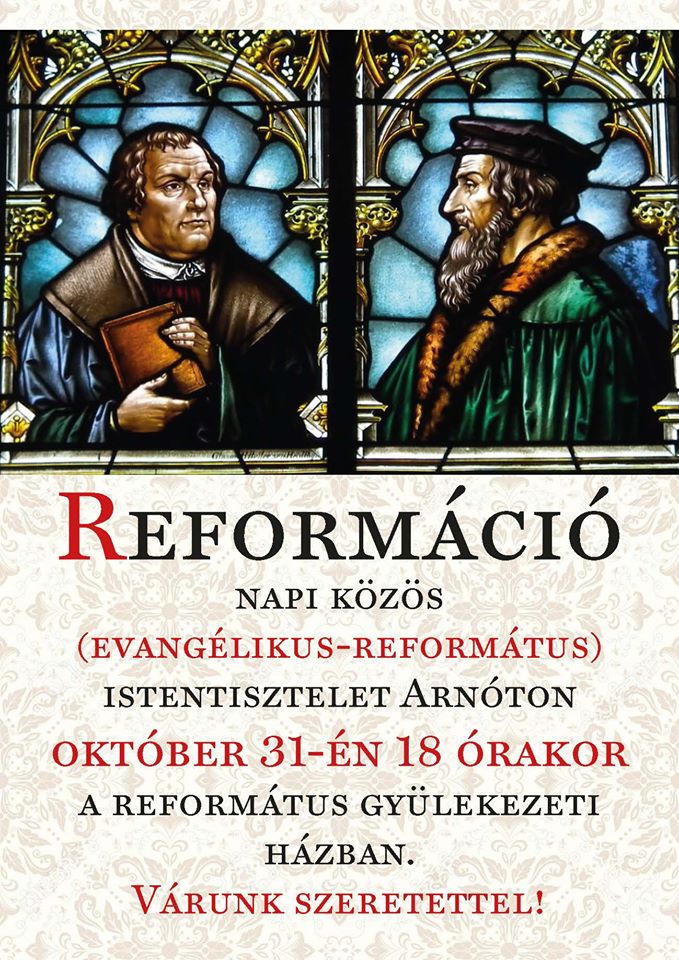 REFORMÁCIÓ
NAPI KÖZÖS
(EVANGÉLIKUS-REFORMÁTUS)
ISTENTISZTELET ARNÓTON
OKTÓBER 31-ÉN 18 ÓRAKOR
A REFORMÁTUS GYÜLEKEZETI
HÁZBAN.
VÁRUNK SZERETETTEL!